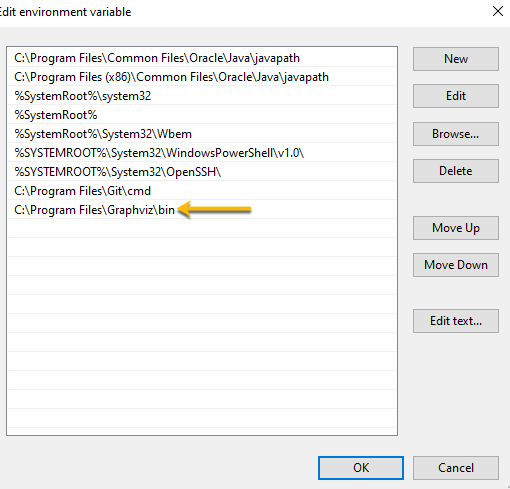 Edit environment variable
C:\Program Files\Common Files\Oracle\Java\javapath
C:\Program Files (x86)\Common Files\Oracle\Java\javapath
%SystemRoot%\system32
%SystemRoot%
%SystemRoot%\System32\Wbem
%SYSTEMROOT%\System32\WindowsPowerShell\v1.0\
%SYSTEMROOT%\System32\OpenSSH\
C:\Program Files\Git\cmd
C:\Program Files\Graphviz\bin
New
Edit
Browse...
Delete
Move Up
Move Down
Edit text...
OK
Cancel